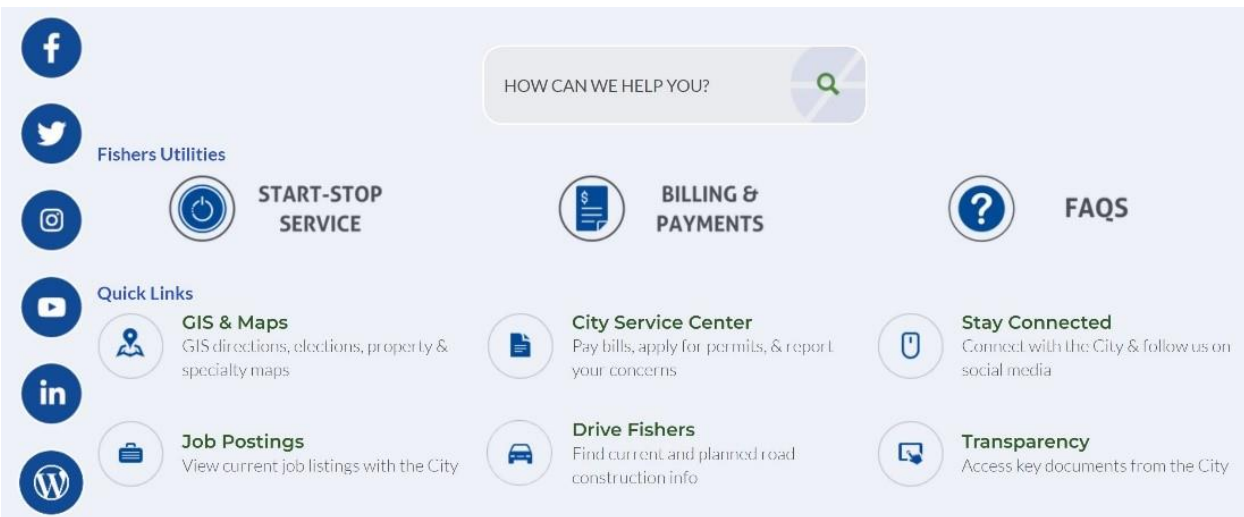 HOW CAN WE HELP YOU?
Fishers Utilities
START-STOP
SERVICE
BILLING &
PAYMENTS
FAQS
Quick Links
GIS & Maps
GIS directions, elections, property &
specialty maps
City Service Center
Pay bills, apply for permits, & report
your concerns
Stay Connected
Connect with the City & follow us on
social media
Job Postings
View current job listings with the City
Drive Fishers
Find current and planned road
construction info
Transparency
Access key documents from the City